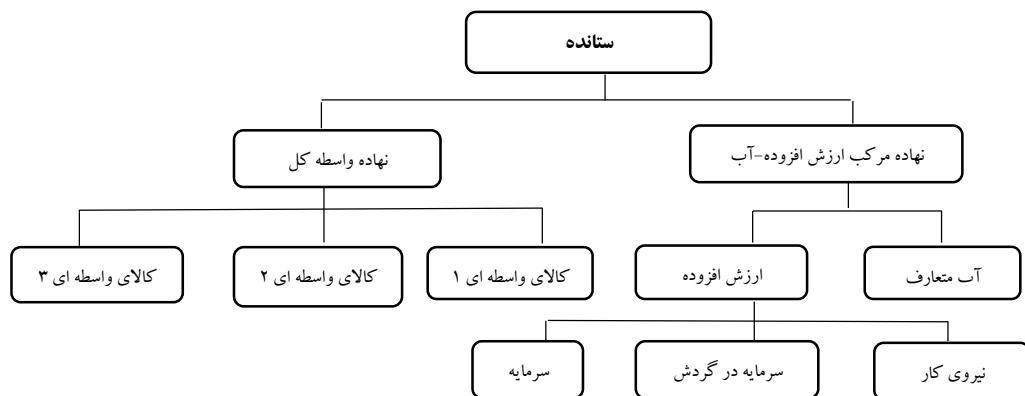 ستانده
نهاده مرکب ارزش افزوده-آب
نهاده واسطه کل
آب متعارف
ارزش افزوده
کالای واسطه ای ۱
کالای واسطه ای ۲
کالای واسطه ای ۳
نیروی کار
سرمایه در گردش
سرمایه